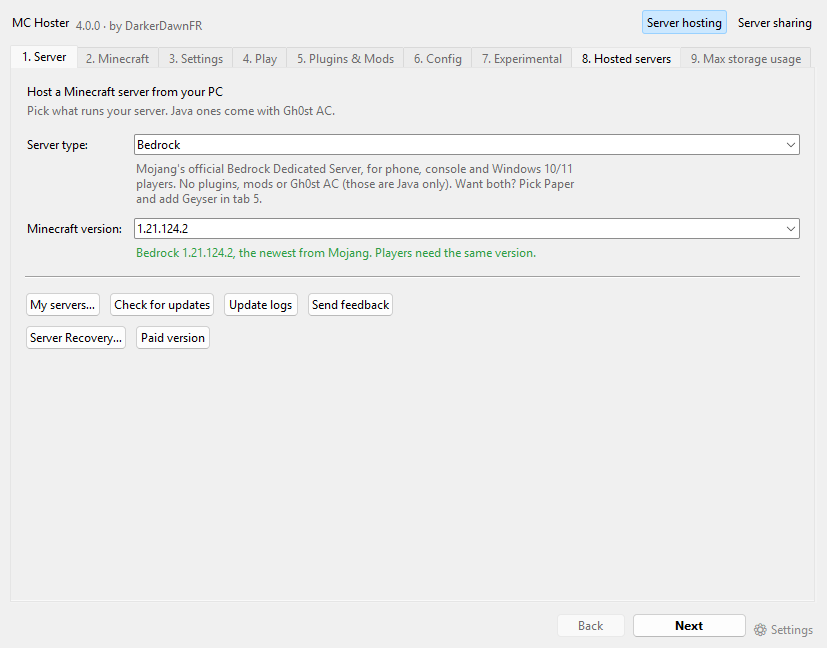 MC Hoster 4.0.0 · by DarkerDawnFR
Server hosting Server sharing
1. Server 2. Minecraft 3. Settings 4. Play 5. Plugins & Mods 6. Config 7. Experimental 8. Hosted servers 9. Max storage usage
Host a Minecraft server from your PC
Pick what runs your server. Java ones come with Gh0st AC.
Server type: Bedrock
Mojang's official Bedrock Dedicated Server, for phone, console and Windows 10/11
players. No plugins, mods or Gh0st AC (those are Java only). Want both? Pick Paper
and add Geyser in tab 5.
Minecraft version: 1.21.124.2
Bedrock 1.21.124.2, the newest from Mojang. Players need the same version.
My servers... Check for updates Update logs Send feedback
Server Recovery... Paid version
Back Next Settings